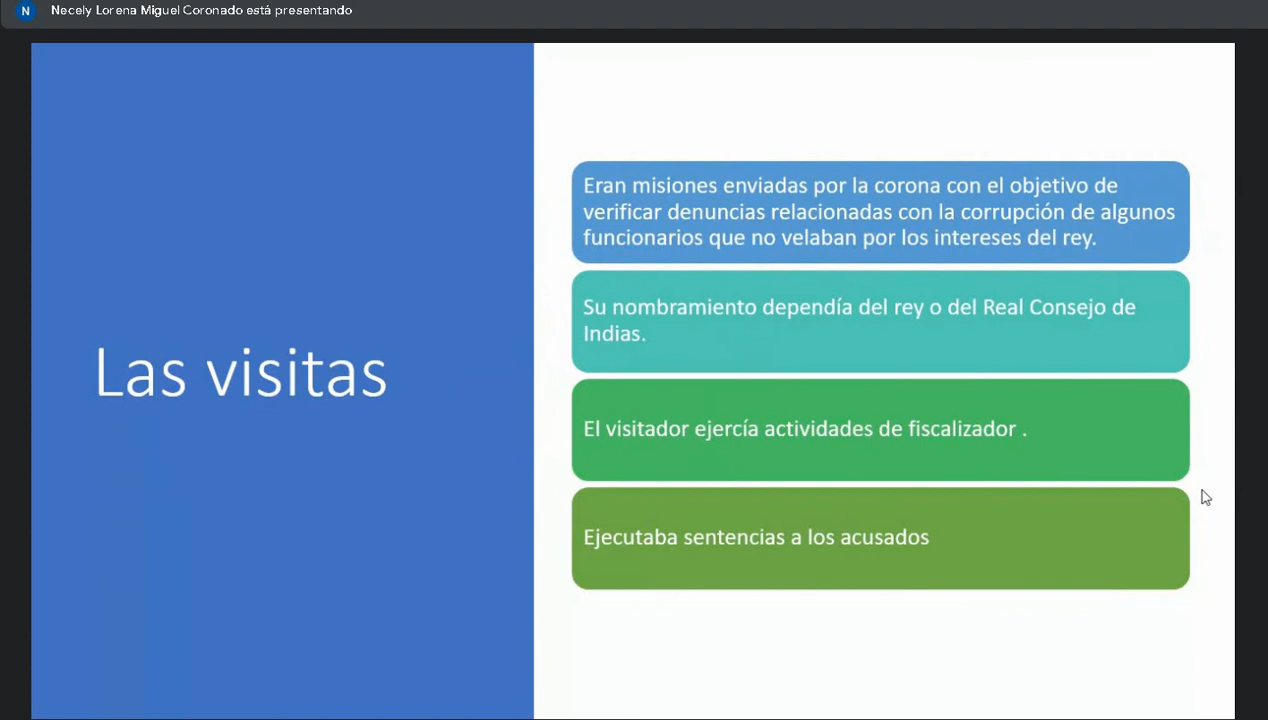 Necely Lorena Miguel Coronado está presentando
N
Las visitas
Eran misiones enviadas por la corona con el objetivo de
verificar denuncias relacionadas con la corrupción de algunos
funcionarios que no velaban por los intereses del rey.
Su nombramiento dependía del rey o del Real Consejo de
Indias.
El visitador ejercía actividades de fiscalizador .
Ejecutaba sentencias a los acusados